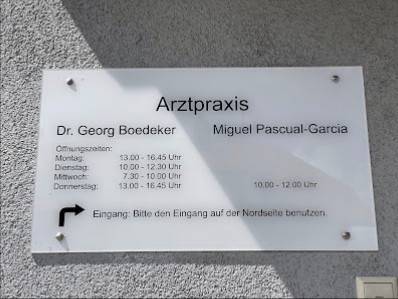 Arztpraxis
Dr. Georg Boedeker Miguel Pascual-Garcia
Öffnungszeiten:
Montag: 13.00 - 16.45 Uhr
Dienstag: 10.00 - 12.30 Uhr
Mittwoch: 7.30 - 10.00 Uhr
Donnerstag: 13.00 - 16.45 Uhr 10.00 - 12.00 Uhr
Eingang: Bitte den Eingang auf der Nordseite benutzen